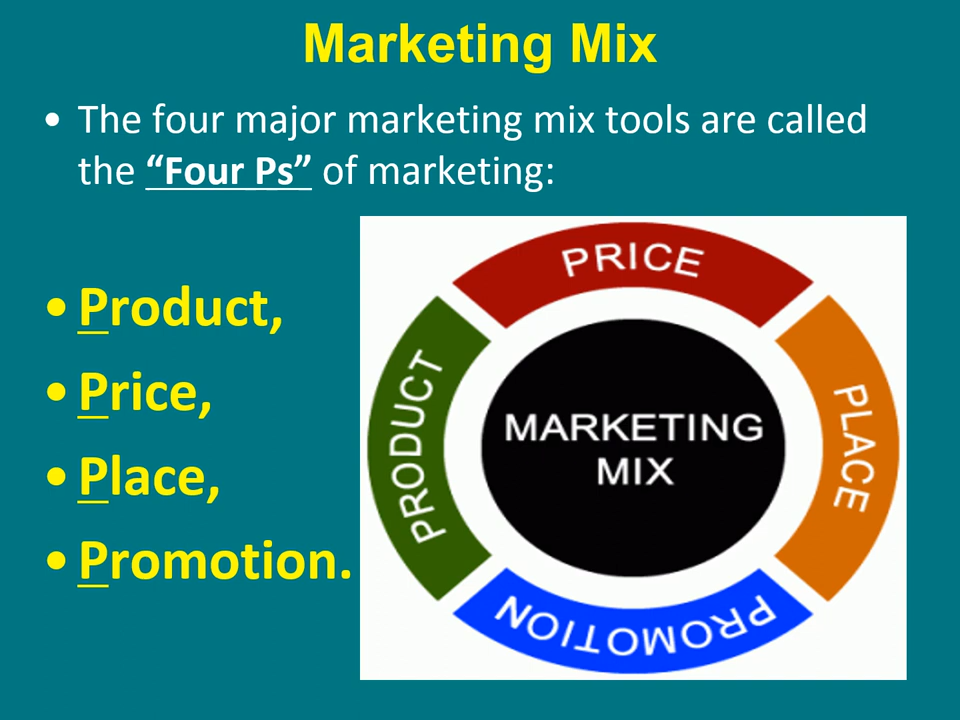 Marketing Mix
• The four major marketing mix tools are called
the “Four Ps” of marketing:
• Product,
• Price,
• Place,
• Promotion.
PRICE
PRODUCT
MARKETING
MIX
PLACE
PROMOTION